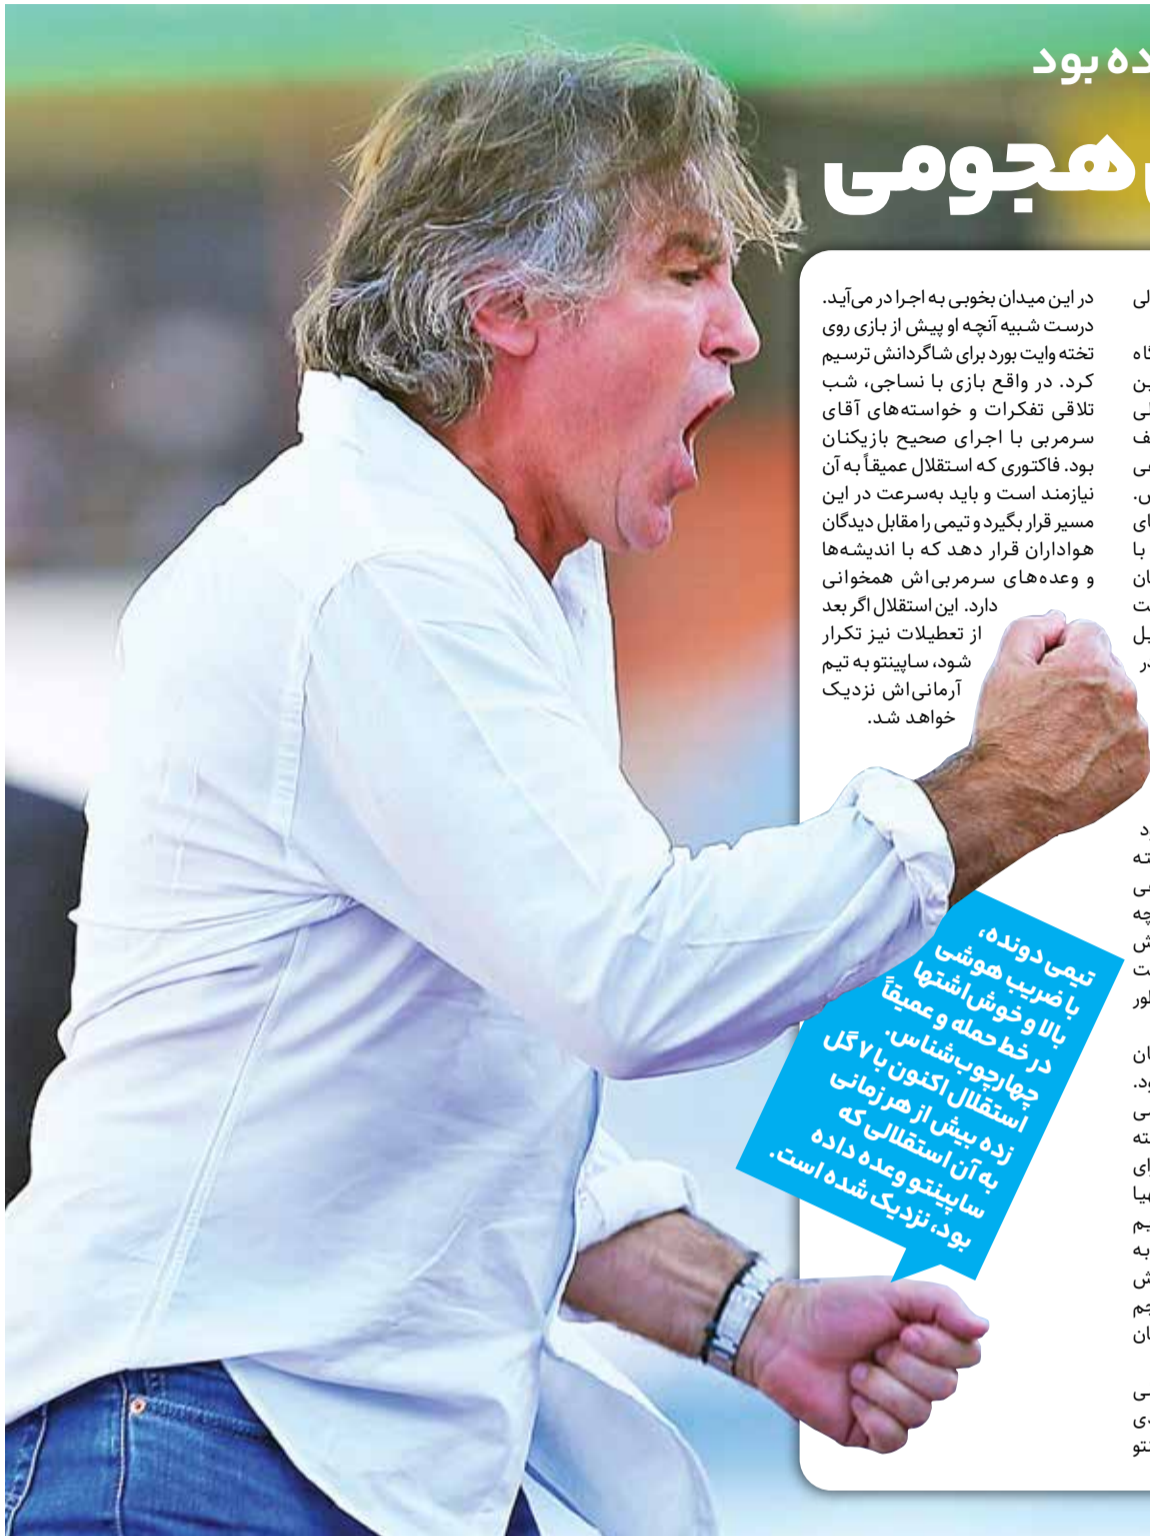 ده بود
هجومی
در این میدان بخوبی به اجرا در می‌آید.
درست شبیه آنچه او پیش از بازی روی
تخته وایت بورد برای شاگردانش ترسیم
کرد. در واقع بازی با نساجی، شب
تلاقی تفکرات و خواسته‌های آقای
سرمربی با اجرای صحیح بازیکنان
بود. فاکتوری که استقلال عمیقاً به آن
نیازمند است و باید به‌سرعت در این
مسیر قرار بگیرد و تیمی را مقابل دیدگان
هواداران قرار دهد که با اندیشه‌ها
و وعده‌های سرمربی‌اش همخوانی
دارد. این استقلال اگر بعد
از تعطیلات نیز تکرار
شود، ساپینتو به تیم
آرمانی‌اش نزدیک
خواهد شد.
تیمی دونده،
با ضریب هوشی
بالا و خوش اشتها
در خط حمله و عمیقاً
چهارچوب‌شناس.
استقلال اکنون با ۷ گل
زده بیش از هر زمانی
به آن استقلالی که
ساپینتو وعده داده
بود، نزدیک شده است.